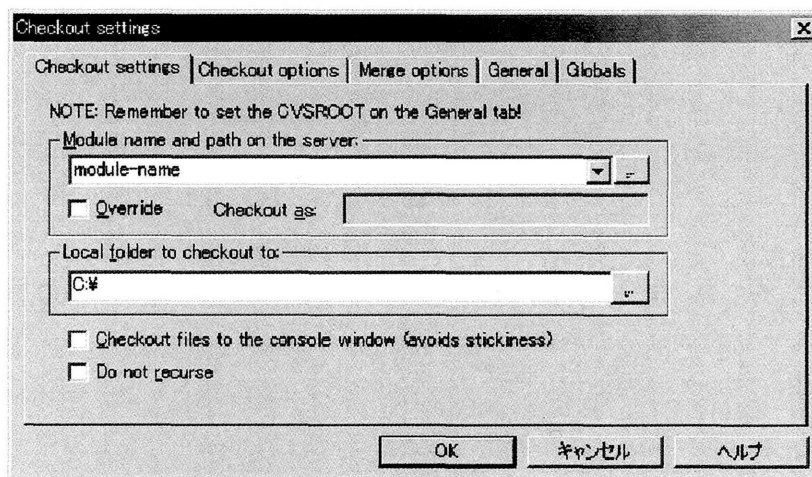 Checkout settings
Checkout settings Checkout options Merge options General Globals
NOTE: Remember to set the CVSROOT on the General tab!
Module name and path on the server:
module-name
Override Checkout as:
Local folder to checkout to:
C:¥
Checkout files to the console window (avoids stickiness)
Do not recurse
OK キャンセル ヘルプ